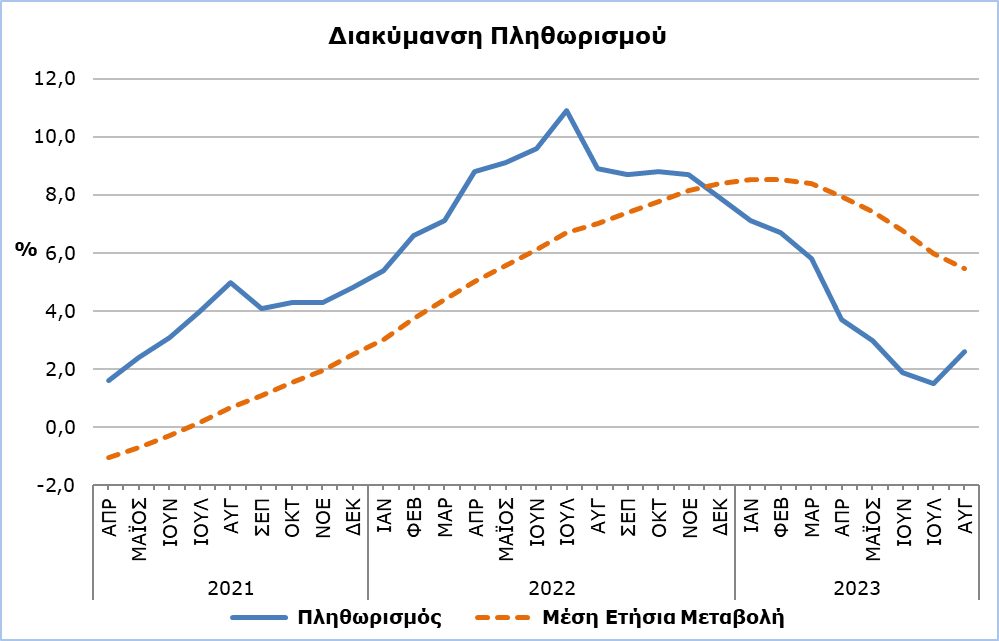 Διακύμανση Πληθωρισμού
12,0
10,0
8,0
6,0
4,0
2,0
0,0
-2,0
%
ΑΠΡ ΜΑΪΟΣ ΙΟΥΝ ΙΟΥΛ ΑΥΓ ΣΕΠ ΟΚΤ ΝΟΕ ΔΕΚ ΙΑΝ ΦΕΒ ΜΑΡ ΑΠΡ ΜΑΪΟΣ ΙΟΥΝ ΙΟΥΛ ΑΥΓ ΣΕΠ ΟΚΤ ΝΟΕ ΔΕΚ ΙΑΝ ΦΕΒ ΜΑΡ ΑΠΡ ΜΑΪΟΣ ΙΟΥΝ ΙΟΥΛ ΑΥΓ
2021 2022 2023
Πληθωρισμός Μέση Ετήσια Μεταβολή